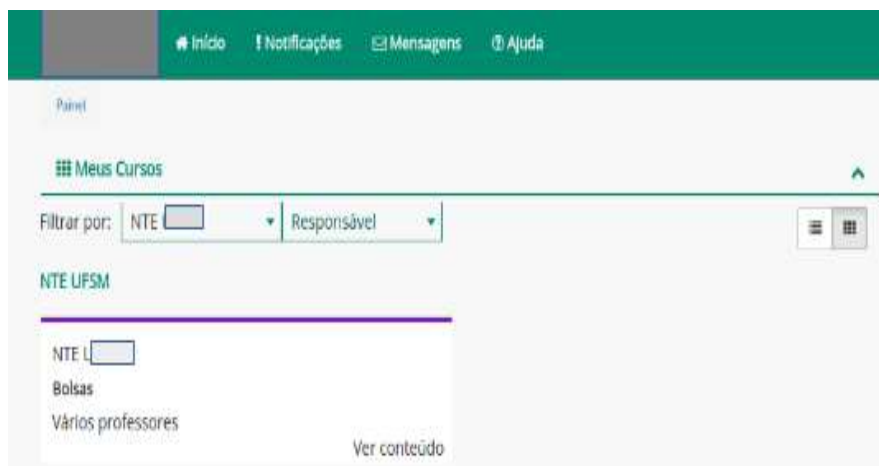 Início Notificações Mensagens Ajuda
Painel
Meus Cursos
Filtrar por: NTE Responsável
NTE UFSM
NTE L
Bolsas
Vários professores
Ver conteúdo